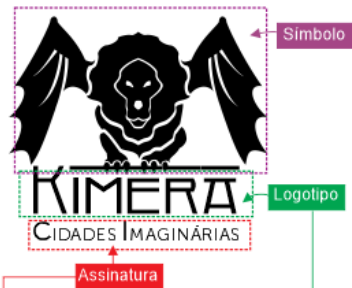 Símbolo
KIMERA
Logotipo
CIDADES IMAGINÁRIAS
Assinatura